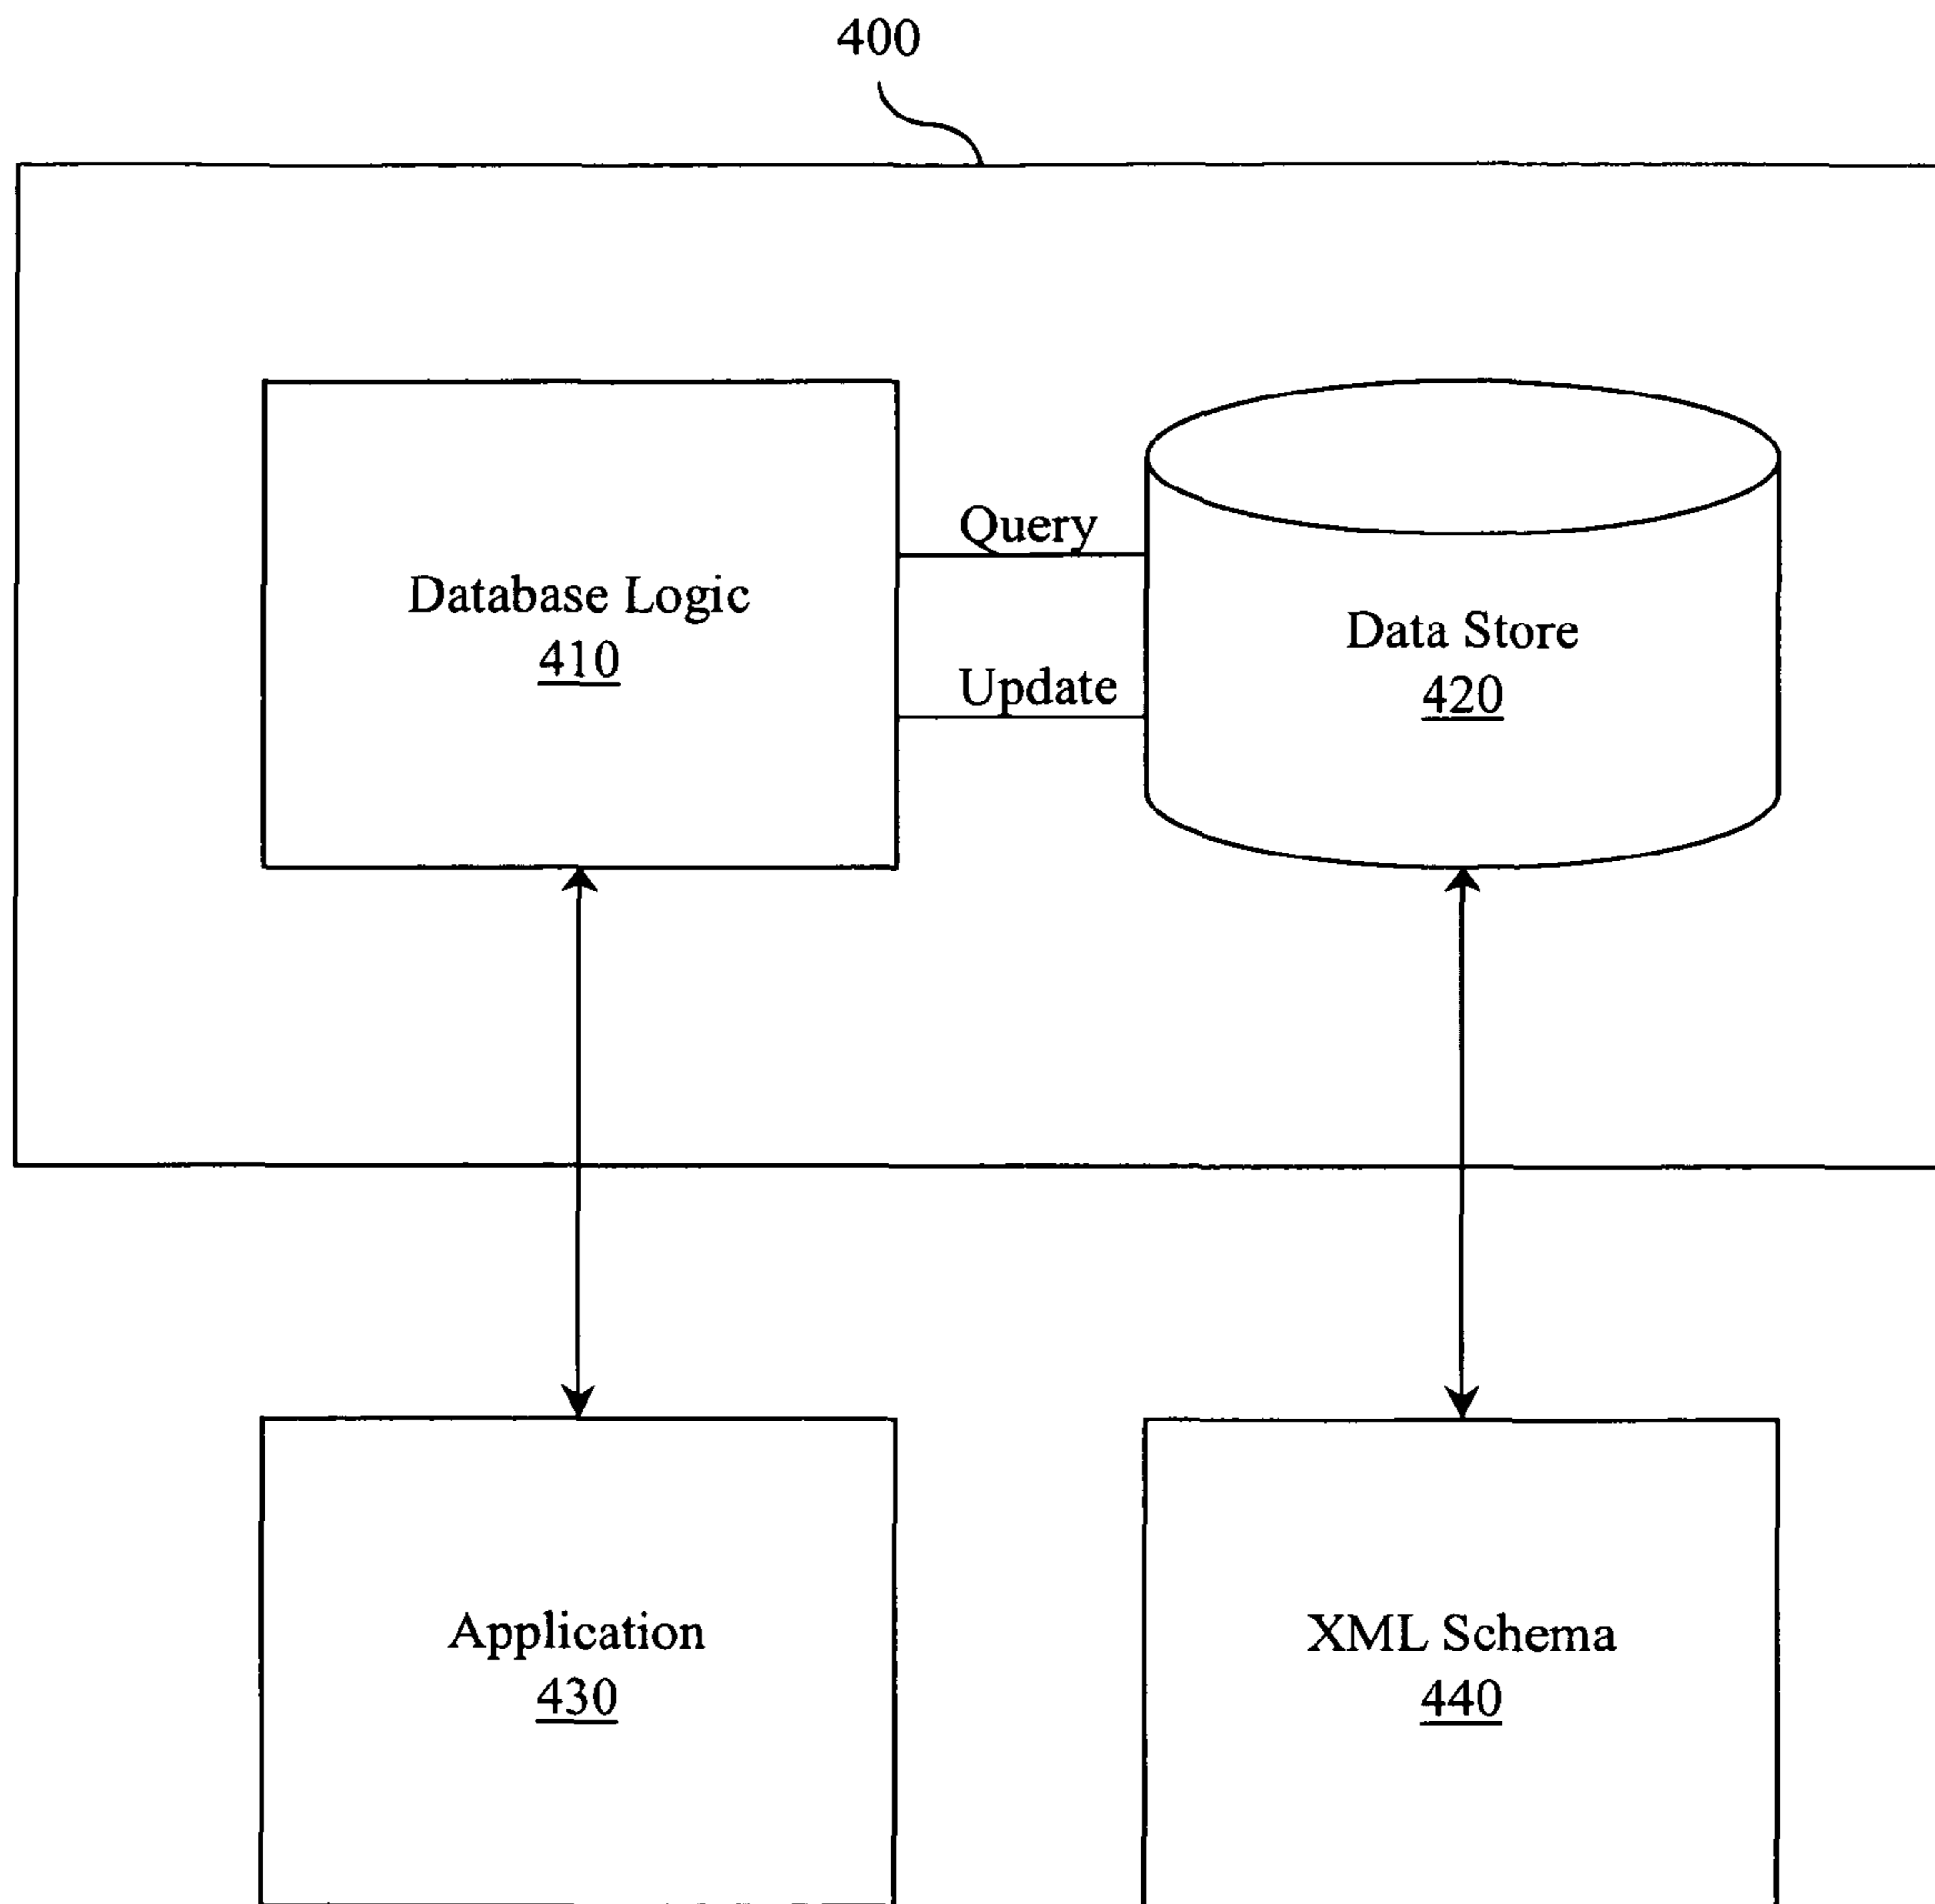 400
Query
Database Logic
410
Data Store
420
Update
Application
430
XML Schema
440